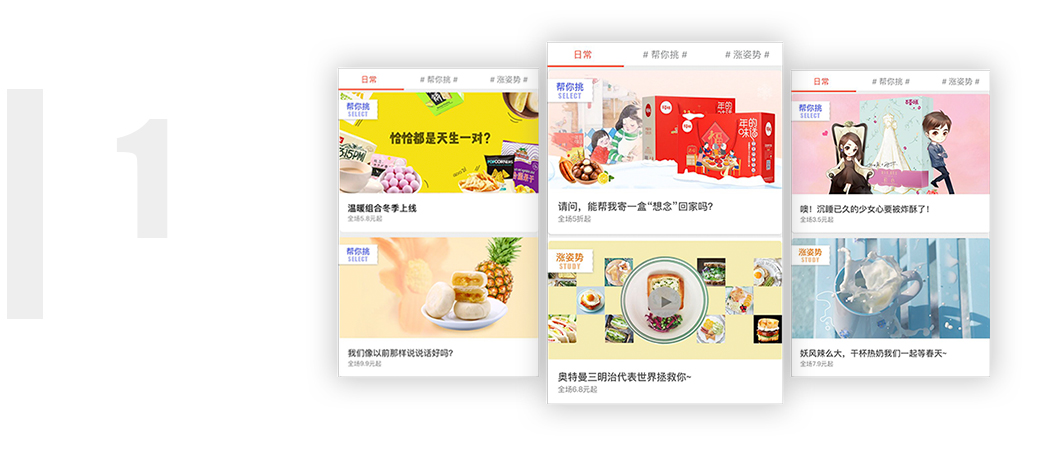 1
日常
# 帮你挑 #
# 涨姿势 #
帮你挑
SELECT
恰恰都是天生一对?
POPCORNERS
温暖组合冬季上线
全场5.8元起
帮你挑
SELECT
我们像以前那样说说话好吗?
全场9.9元起
日常
# 帮你挑 #
# 涨姿势 #
帮你挑
SELECT
年的味道
请问，能帮我寄一盒“想念”回家吗?
全场5折起
涨姿势
STUDY
奥特曼三明治代表世界拯救你~
全场6.8元起
日常
# 帮你挑 #
# 涨姿势 #
帮你挑
SELECT
百草味
噢！沉睡已久的少女心要被炸酥了！
全场3.5元起
涨姿势
STUDY
妖风辣么大，干杯热奶我们一起等春天~
全场7.9元起